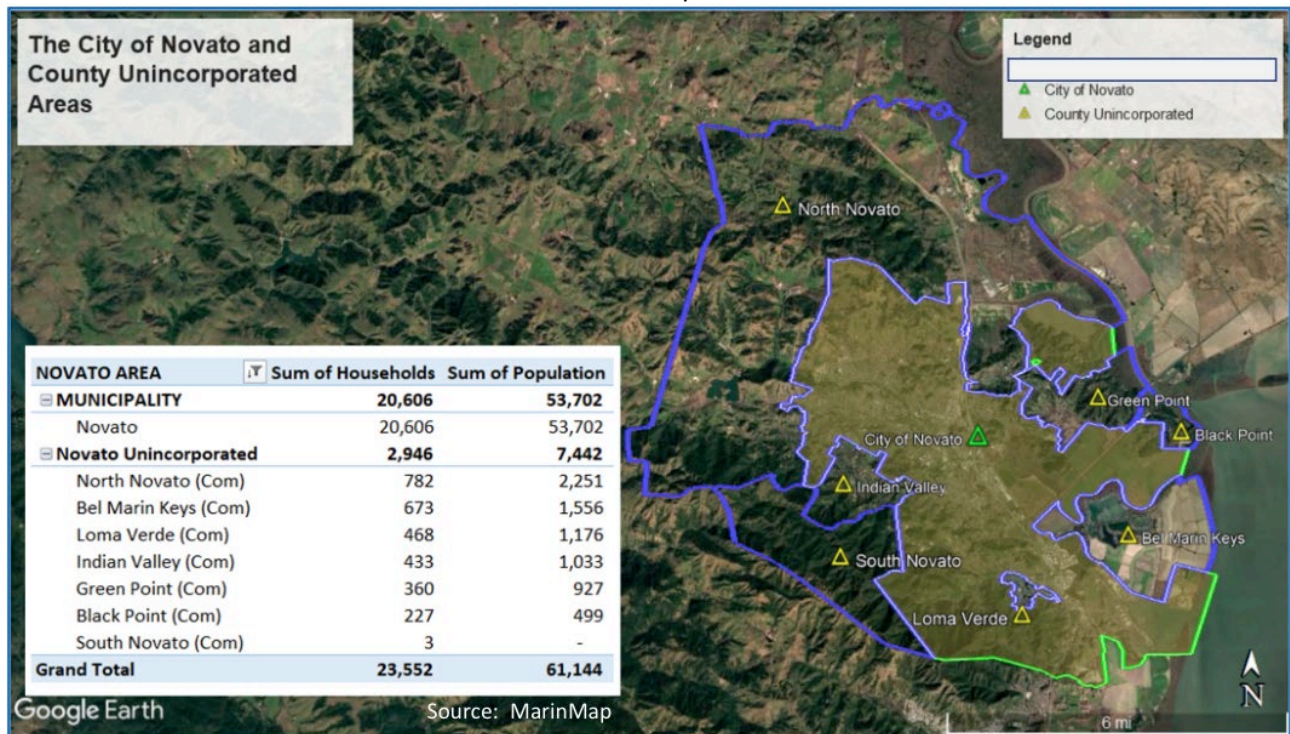 The City of Novato and
County Unincorporated
Areas
Legend
City of Novato
County Unincorporated
North Novato
Green Point
Black Point
City of Novato
Indian Valley
Bel Marin Keys
South Novato
Loma Verde
NOVATO AREA Sum of Households Sum of Population
MUNICIPALITY 20,606 53,702
Novato 20,606 53,702
Novato Unincorporated 2,946 7,442
North Novato (Com) 782 2,251
Bel Marin Keys (Com) 673 1,556
Loma Verde (Com) 468 1,176
Indian Valley (Com) 433 1,033
Green Point (Com) 360 927
Black Point (Com) 227 499
South Novato (Com) 3 -
Grand Total 23,552 61,144
Google Earth
Source: MarinMap
N
6 mi